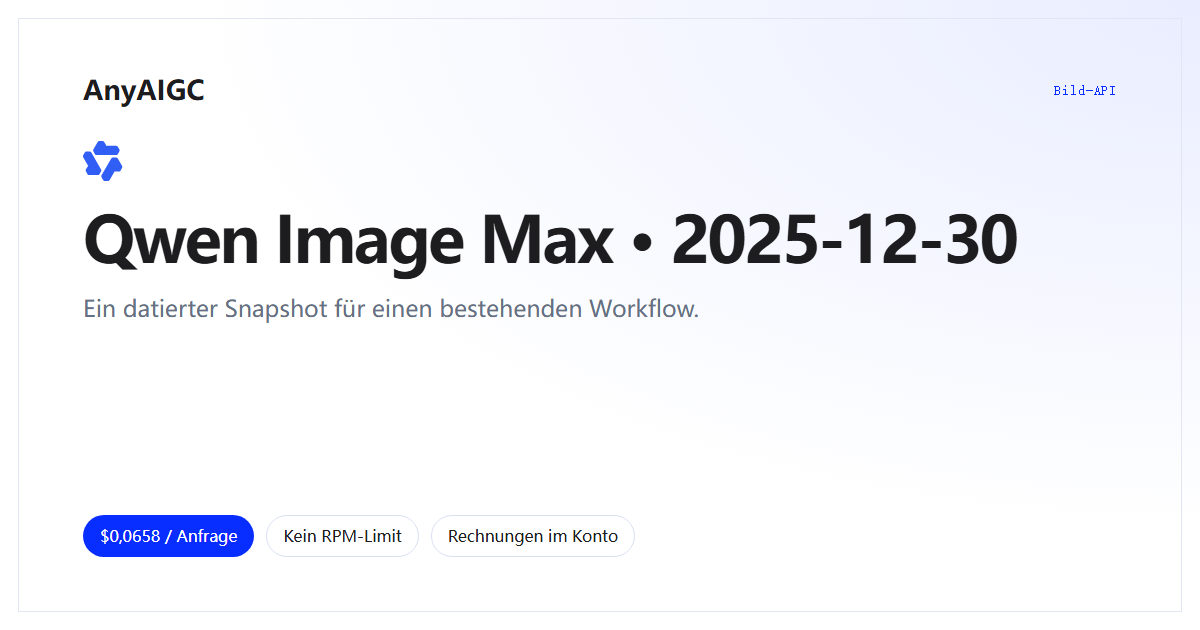 AnyAIGC
Bild-API
Qwen Image Max • 2025-12-30
Ein datierter Snapshot für einen bestehenden Workflow.
$0,0658 / Anfrage
Kein RPM-Limit
Rechnungen im Konto